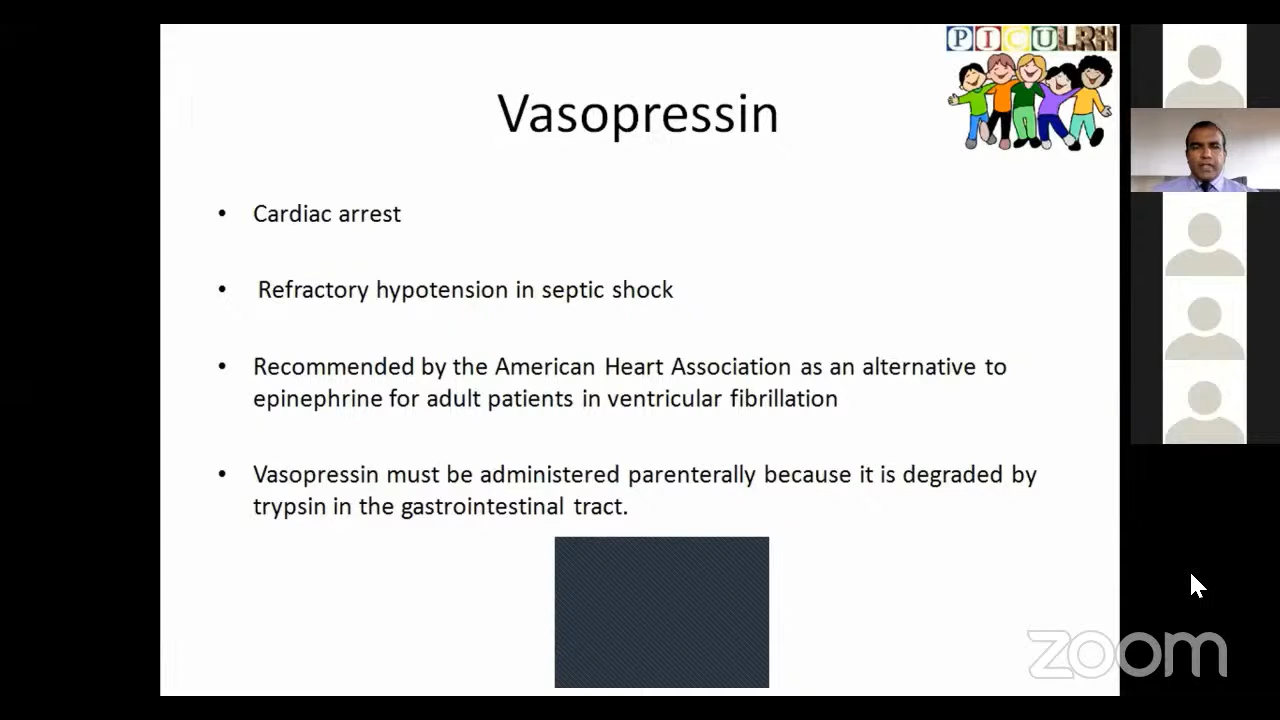 PICULRH
Vasopressin
• Cardiac arrest
• Refractory hypotension in septic shock
• Recommended by the American Heart Association as an alternative to
epinephrine for adult patients in ventricular fibrillation
• Vasopressin must be administered parenterally because it is degraded by
trypsin in the gastrointestinal tract.
zoom